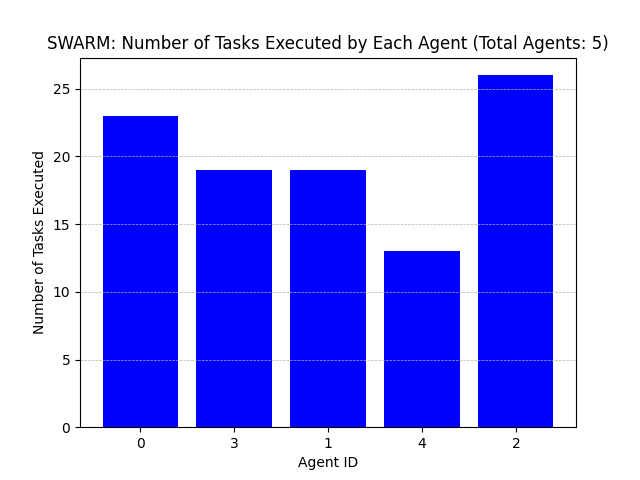 SWARM: Number of Tasks Executed by Each Agent (Total Agents: 5)
25
20
15
10
5
0
Number of Tasks Executed
0 3 1 4 2
Agent ID